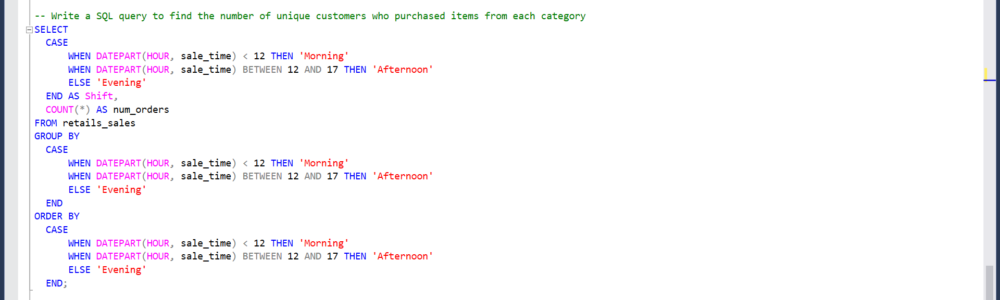 -- Write a SQL query to find the number of unique customers who purchased items from each category
SELECT
CASE
WHEN DATEPART(HOUR, sale_time) < 12 THEN 'Morning'
WHEN DATEPART(HOUR, sale_time) BETWEEN 12 AND 17 THEN 'Afternoon'
ELSE 'Evening'
END AS Shift,
COUNT(*) AS num_orders
FROM retails_sales
GROUP BY
CASE
WHEN DATEPART(HOUR, sale_time) < 12 THEN 'Morning'
WHEN DATEPART(HOUR, sale_time) BETWEEN 12 AND 17 THEN 'Afternoon'
ELSE 'Evening'
END
ORDER BY
CASE
WHEN DATEPART(HOUR, sale_time) < 12 THEN 'Morning'
WHEN DATEPART(HOUR, sale_time) BETWEEN 12 AND 17 THEN 'Afternoon'
ELSE 'Evening'
END;